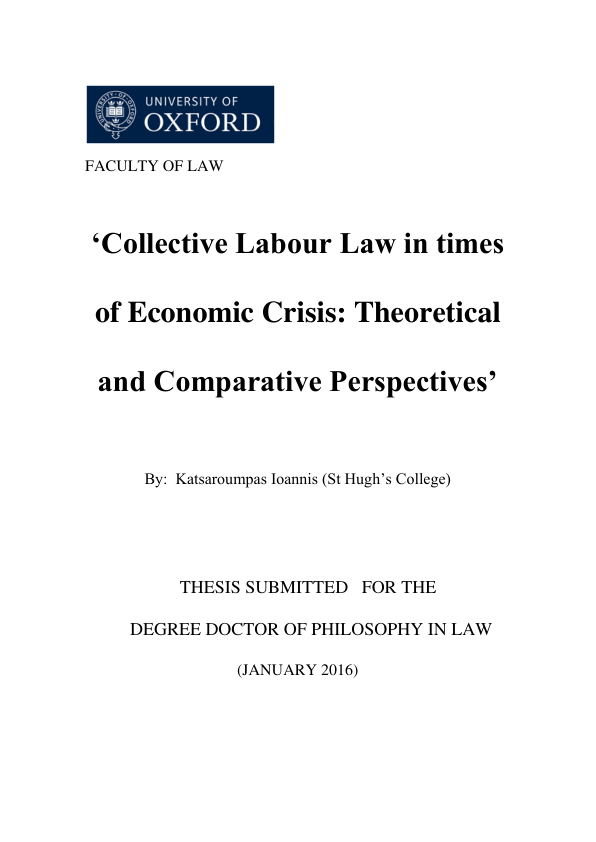 UNIVERSITY OF
OXFORD
FACULTY OF LAW
‘Collective Labour Law in times
of Economic Crisis: Theoretical
and Comparative Perspectives’
By:  Katsaroumpas Ioannis (St Hugh’s College)
THESIS SUBMITTED   FOR THE
DEGREE DOCTOR OF PHILOSOPHY IN LAW
(JANUARY 2016)